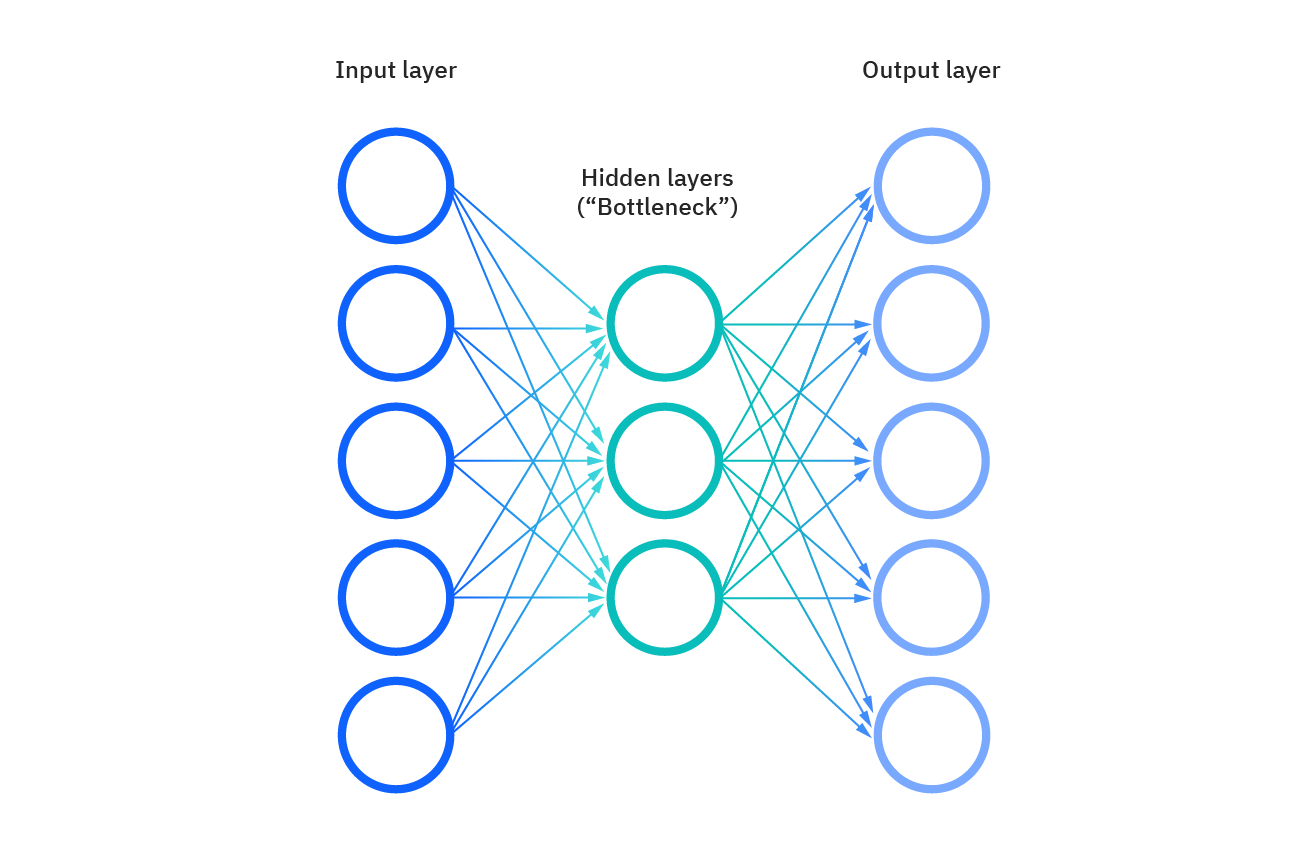 Input layer
Output layer
Hidden layers
(“Bottleneck”)